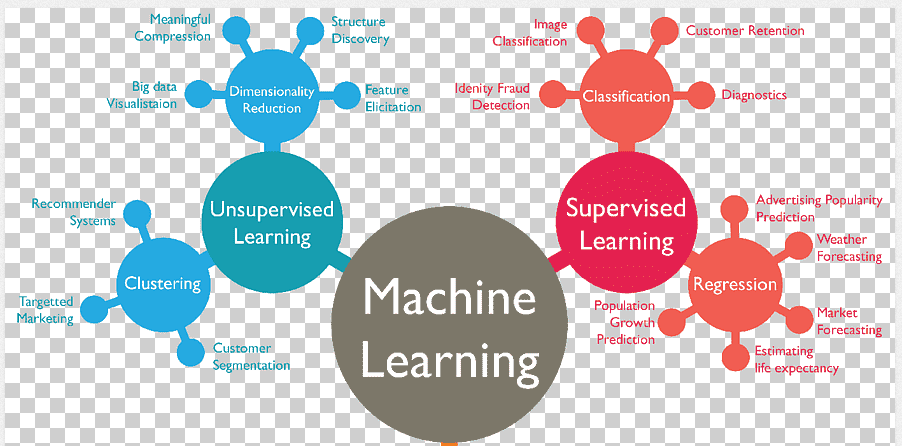 Meaningful
Compression
Structure
Discovery
Big data
Visualistaion
Dimensionality
Reduction
Feature
Elicitation
Image
Classification
Customer Retention
Idenity Fraud
Detection
Classification
Diagnostics
Recommender
Systems
Unsupervised
Learning
Clustering
Targetted
Marketing
Customer
Segmentation
Machine
Learning
Supervised
Learning
Advertising Popularity
Prediction
Weather
Forecasting
Regression
Population
Growth
Prediction
Market
Forecasting
Estimating
life expectancy